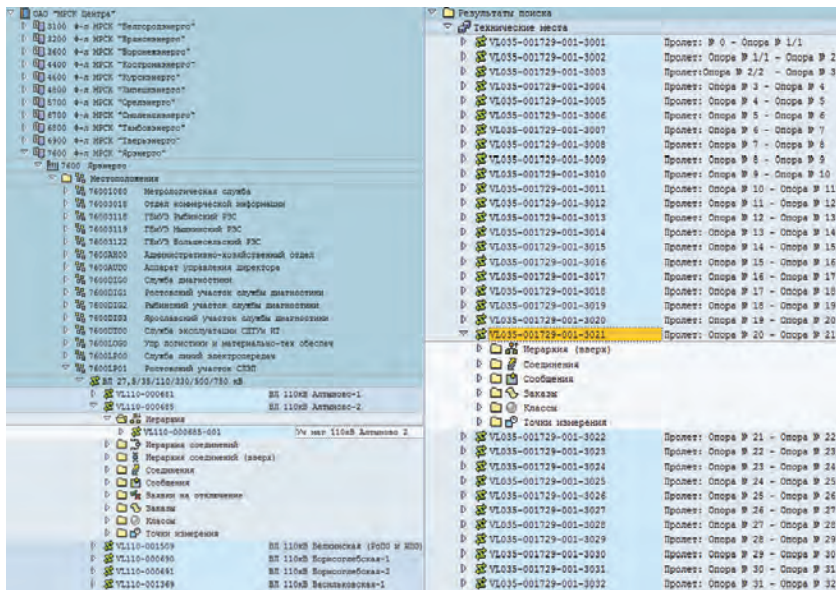 ОАО "МРСК Центра"
3100 Ф-л МРСК "Белгородэнерго"
3200 Ф-л МРСК "Брянскэнерго"
3600 Ф-л МРСК "Воронежэнерго"
4400 Ф-л МРСК "Костромаэнерго"
4600 Ф-л МРСК "Курскэнерго"
4800 Ф-л МРСК "Липецкэнерго"
5700 Ф-л МРСК "Орелэнерго"
6700 Ф-л МРСК "Смоленскэнерго"
6800 Ф-л МРСК "Тамбовэнерго"
6900 Ф-л МРСК "Тверьэнерго"
7600 Ф-л МРСК "Ярэнерго"
7600 Ярэнерго
Местоположения
76001080 Метрологическая служба
76003018 Отдел коммерческой информации
76003118 ГБиУЭ Рыбинский РЭС
76003119 ГБиУЭ Мышкинский РЭС
76003122 ГБиУЭ Большесельский РЭС
7600AH00 Административно-хозяйственный отдел
7600AUD0 Аппарат управления директора
7600DIG0 Служба диагностики
7600DIG1 Ростовский участок службы диагностики
7600DIG2 Рыбинский участок службы диагностики
Ярославский участок службы диагностики
7600DT00 Служба эксплуатации СДТУи ИТ
7600LOG0 Упр логистики и материально-тех обеспеч
7600LP00 Служба линий электропередач
7600LP01 Ростовский участок СЛЭП
ВЛ 27,5/35/110/330/500/750 кВ
VL110-000681 ВЛ 110кВ Алтыново-1
VL110-000685 ВЛ 110кВ Алтыново-2
Иерархия
VL110-000685-001 Уч маг 110кВ Алтыново 2
Иерархия соединений
Иерархия соединений (вверх)
Соединения
Сообщения
Заявки на отключение
Заказы
Классы
Точки измерения
VL110-001509 ВЛ 110кВ Белкинская
VL110-000690 ВЛ 110кВ Борисоглебская-1
VL110-000691 ВЛ 110кВ Борисоглебская-2
VL110-001369 ВЛ 110кВ Васильковская-1
Результаты поиска
Технические места
VL035-001729-001-3001 Пролет: № 0 - Опора № 1/1
VL035-001729-001-3002 Пролет: Опора № 1/1 - Опора № 2
VL035-001729-001-3003 Пролет:Опора № 2/2 - Опора № 3
VL035-001729-001-3004 Пролет: Опора № 3 - Опора № 4
VL035-001729-001-3005 Пролет: Опора № 4 - Опора № 5
VL035-001729-001-3006 Пролет: Опора № 5 - Опора № 6
VL035-001729-001-3007 Пролет: Опора № 6 - Опора № 7
VL035-001729-001-3008 Пролет: Опора № 7 - Опора № 8
VL035-001729-001-3009 Пролет: Опора № 8 - Опора № 9
VL035-001729-001-3010 Пролет: Опора № 9 - Опора № 10
VL035-001729-001-3011 Пролет: Опора № 10 - Опора № 11
VL035-001729-001-3012 Пролет: Опора № 11 - Опора № 12
VL035-001729-001-3013 Пролет: Опора № 12 - Опора № 13
VL035-001729-001-3014 Пролет: Опора № 13 - Опора № 14
VL035-001729-001-3015 Пролет: Опора № 14 - Опора № 15
VL035-001729-001-3016 Пролет: Опора № 15 - Опора № 16
VL035-001729-001-3017 Пролет: Опора № 16 - Опора № 17
VL035-001729-001-3018 Пролет: Опора № 17 - Опора № 18
VL035-001729-001-3019 Пролет: Опора № 18 - Опора № 19
VL035-001729-001-3020 Пролет: Опора № 19 - Опора № 20
VL035-001729-001-3021 Пролет: Опора № 20 - Опора № 21
Иерархия (вверх)
Соединения
Сообщения
Заказы
Классы
Точки измерения
VL035-001729-001-3022 Пролет: Опора № 21 - Опора № 22
VL035-001729-001-3023 Пролет: Опора № 22 - Опора № 23
VL035-001729-001-3024 Пролет: Опора № 23 - Опора № 24
VL035-001729-001-3025 Пролет: Опора № 24 - Опора № 25
VL035-001729-001-3026 Пролет: Опора № 25 - Опора № 26
VL035-001729-001-3027 Пролет: Опора № 26 - Опора № 27
VL035-001729-001-3028 Пролет: Опора № 27 - Опора № 28
VL035-001729-001-3029 Пролет: Опора № 28 - Опора № 29
VL035-001729-001-3030 Пролет: Опора № 29 - Опора № 30
VL035-001729-001-3031 Пролет: Опора № 30 - Опора № 31
VL035-001729-001-3032 Пролет: Опора № 31 - Опора № 32